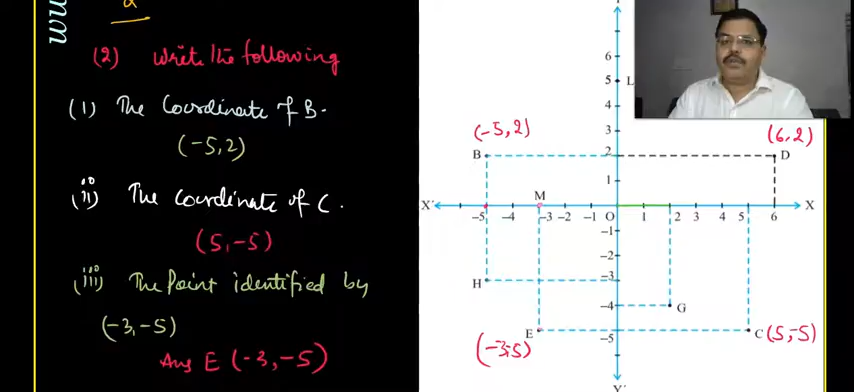 ww
2
(2) Write the following
(i) The Coordinate of B.
(-5,2)
(ii) The Coordinate of C.
(5,-5)
(iii) The Point identified by
(-3,-5)
Ans E (-3,-5)
6
5 L
4
3
(-5,2)
(6,2)
B 2 D
1
M
X' -5 -4 -3 -2 -1 O 1 2 3 4 5 6 X
-1
-2
H -3
-4 G
E -5 C (5,-5)
(-3,-5)
Y'